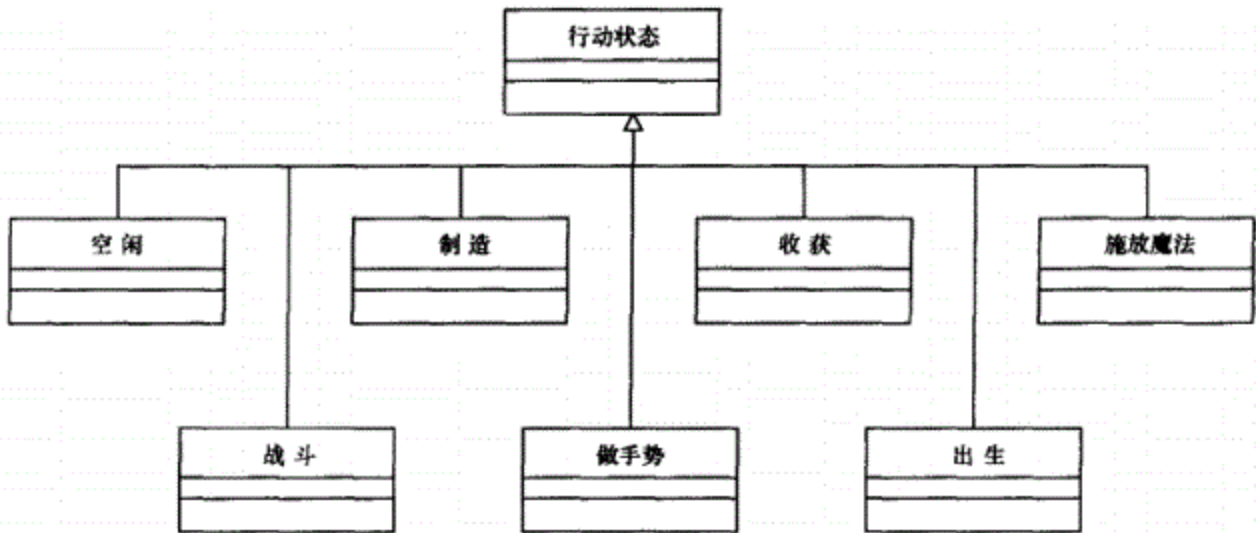 行动状态
空闲
制造
收获
施放魔法
战斗
做手势
出生